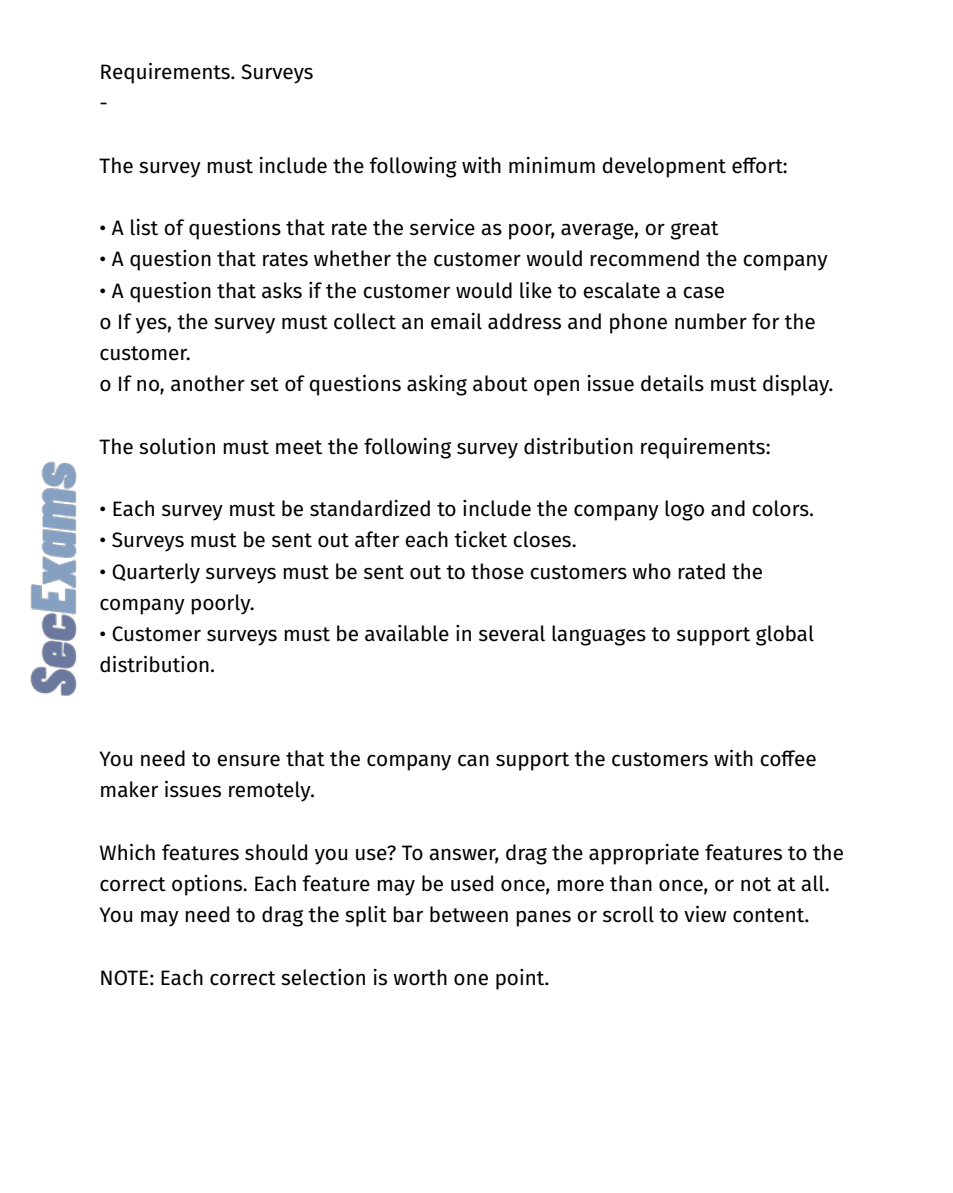 Requirements. Surveys
-
The survey must include the following with minimum development effort:
• A list of questions that rate the service as poor, average, or great
• A question that rates whether the customer would recommend the company
• A question that asks if the customer would like to escalate a case
o If yes, the survey must collect an email address and phone number for the
customer.
o If no, another set of questions asking about open issue details must display.
The solution must meet the following survey distribution requirements:
• Each survey must be standardized to include the company logo and colors.
• Surveys must be sent out after each ticket closes.
• Quarterly surveys must be sent out to those customers who rated the
company poorly.
• Customer surveys must be available in several languages to support global
distribution.
SecExams
You need to ensure that the company can support the customers with coffee
maker issues remotely.
Which features should you use? To answer, drag the appropriate features to the
correct options. Each feature may be used once, more than once, or not at all.
You may need to drag the split bar between panes or scroll to view content.
NOTE: Each correct selection is worth one point.